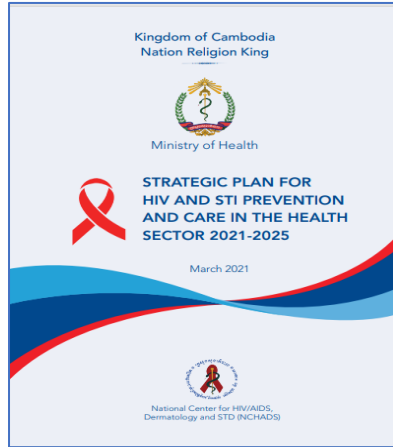 Kingdom of Cambodia
Nation Religion King
Ministry of Health
STRATEGIC PLAN FOR
HIV AND STI PREVENTION
AND CARE IN THE HEALTH
SECTOR 2021-2025
March 2021
National Center for HIV/AIDS,
Dermatology and STD (NCHADS)